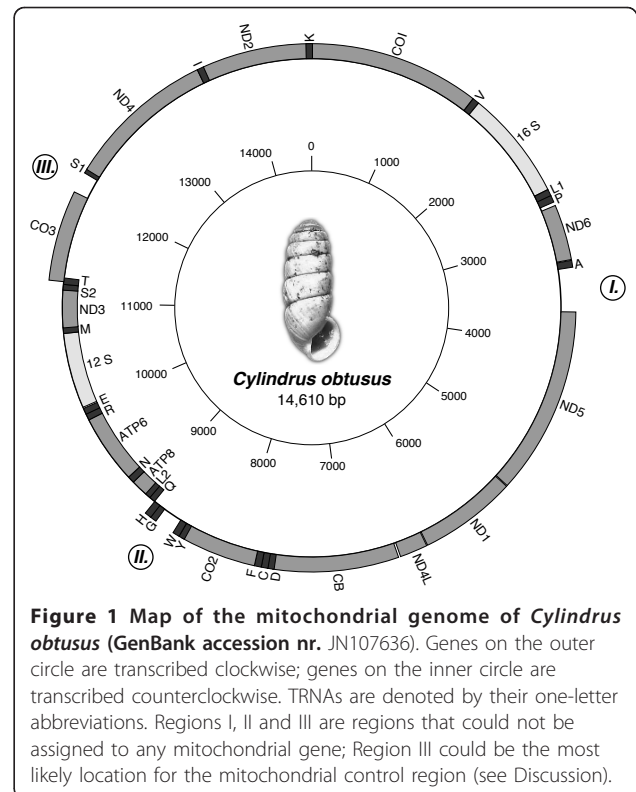 K
COI
V
16 S
L1
P
ND6
A
I.
ND5
ND1
ND4L
CB
D
C
F
CO2
Y
W
II.
G
H
Q
L2
ATP8
N
ATP6
R
E
12 S
M
ND3
S2
T
CO3
III.
S1
ND4
I
ND2
0
1000
2000
3000
4000
5000
6000
7000
8000
9000
10000
11000
12000
13000
14000
Cylindrus obtusus
14,610 bp
Figure 1 Map of the mitochondrial genome of Cylindrus
obtusus (GenBank accession nr. JN107636). Genes on the outer
circle are transcribed clockwise; genes on the inner circle are
transcribed counterclockwise. TRNAs are denoted by their one-letter
abbreviations. Regions I, II and III are regions that could not be
assigned to any mitochondrial gene; Region III could be the most
likely location for the mitochondrial control region (see Discussion).